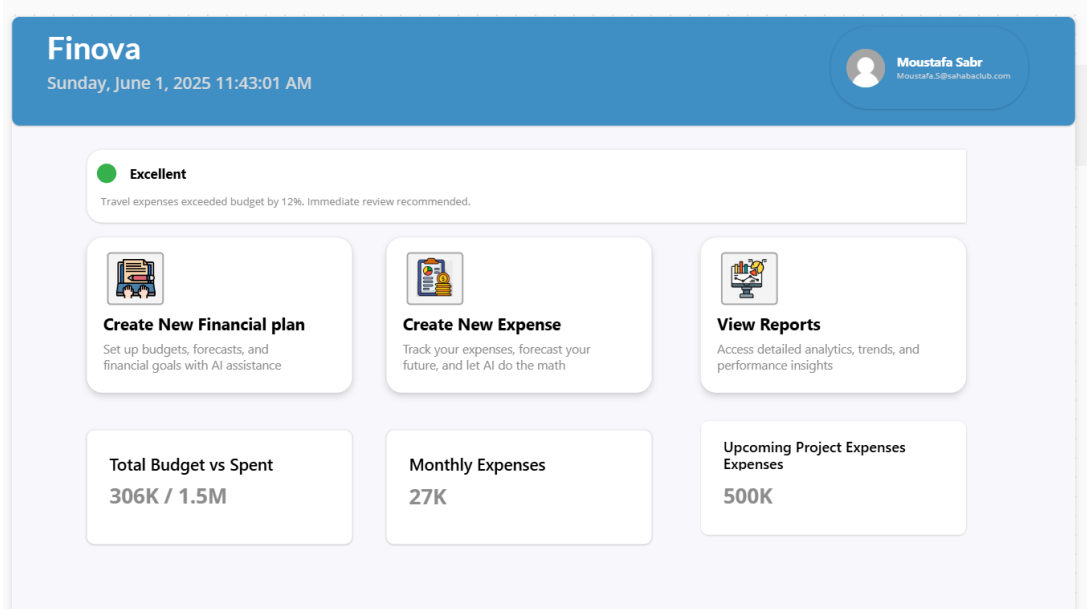 Finova
Sunday, June 1, 2025 11:43:01 AM
Moustafa Sabr
Moustafa.S@sahabaclub.com
Excellent
Travel expenses exceeded budget by 12%. Immediate review recommended.
Create New Financial plan
Set up budgets, forecasts, and
financial goals with AI assistance
Create New Expense
Track your expenses, forecast your
future, and let AI do the math
View Reports
Access detailed analytics, trends, and
performance insights
Total Budget vs Spent
306K / 1.5M
Monthly Expenses
27K
Upcoming Project Expenses
Expenses
500K